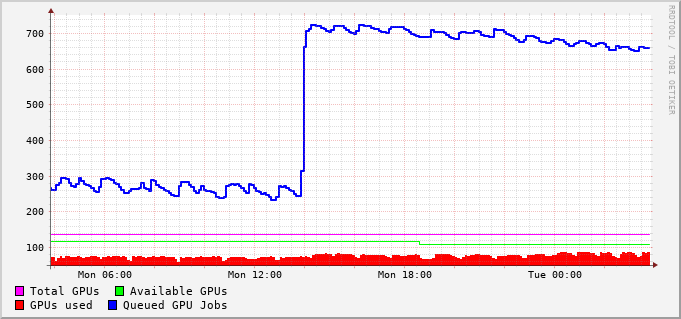 RRDTOOL / TOBI OETIKER
700
600
500
400
300
200
100
Mon 06:00 Mon 12:00 Mon 18:00 Tue 00:00
Total GPUs Available GPUs
GPUs used Queued GPU Jobs